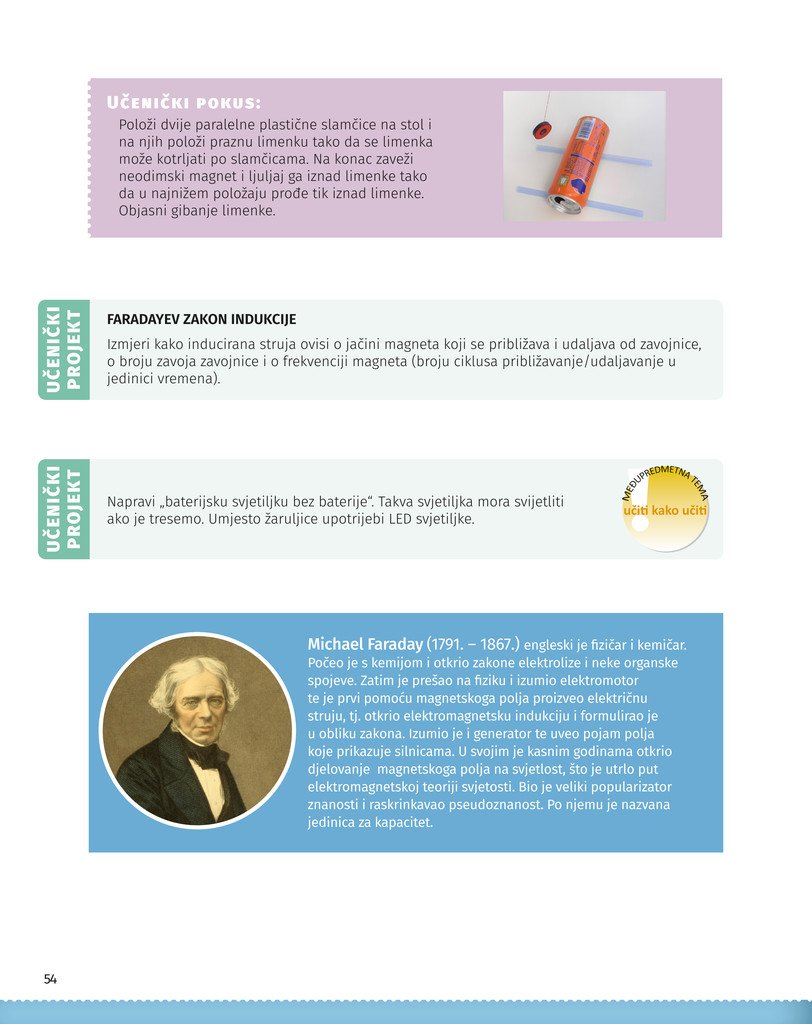 UČENIČKI POKUS:
Položi dvije paralelne plastične slamčice na stol i
na njih položi praznu limenku tako da se limenka
može kotrljati po slamčicama. Na konac zaveži
neodimski magnet i ljuljaj ga iznad limenke tako
da u najnižem položaju prođe tik iznad limenke.
Objasni gibanje limenke.
UČENIČKI
PROJEKT
FARADAYEV ZAKON INDUKCIJE
Izmjeri kako inducirana struja ovisi o jačini magneta koji se približava i udaljava od zavojnice,
o broju zavoja zavojnice i o frekvenciji magneta (broju ciklusa približavanje/udaljavanje u
jedinici vremena).
UČENIČKI
PROJEKT
Napravi „baterijsku svjetiljku bez baterije“. Takva svjetiljka mora svijetliti
ako je tresemo. Umjesto žaruljice upotrijebi LED svjetiljke.
MEĐUPREDMETNA TEMA
učiti kako učiti
Michael Faraday (1791. – 1867.) engleski je fizičar i kemičar.
Počeo je s kemijom i otkrio zakone elektrolize i neke organske
spojeve. Zatim je prešao na fiziku i izumio elektromotor
te je prvi pomoću magnetskoga polja proizveo električnu
struju, tj. otkrio elektromagnetsku indukciju i formulirao je
u obliku zakona. Izumio je i generator te uveo pojam polja
koje prikazuje silnicama. U svojim je kasnim godinama otkrio
djelovanje magnetskoga polja na svjetlost, što je utrlo put
elektromagnetskoj teoriji svjetosti. Bio je veliki popularizator
znanosti i raskrinkavao pseudoznanost. Po njemu je nazvana
jedinica za kapacitet.
54